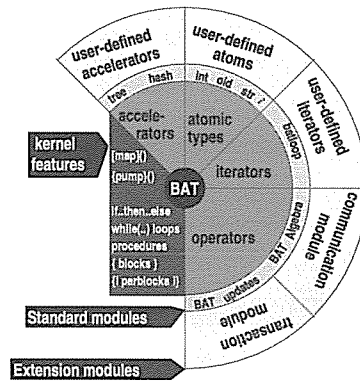 user-defined
accelerators
user-defined
atoms
user-defined
iterators
communication
module
transaction
module
tree hash
int oid str /
batloop
BAT Algebra
BAT updates
accele-
rators
atomic
types
iterators
operators
BAT
kernel
features
[map]()
{pump}()
if..then..else
while(..) loops
procedures
{ blocks }
{| parblocks |}
Standard modules
Extension modules